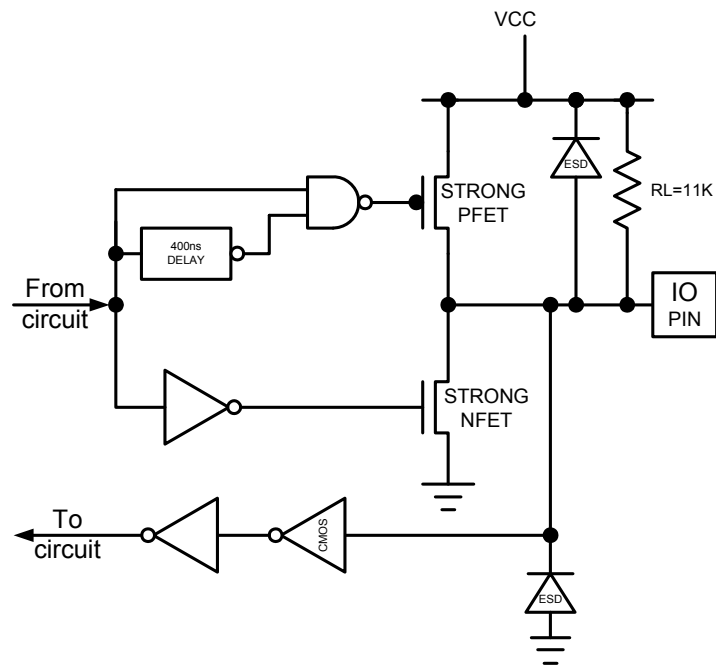 VCC
ESD
STRONG
PFET
RL=11K
400ns
DELAY
From
circuit
IO
PIN
STRONG
NFET
To
circuit
CMOS
ESD